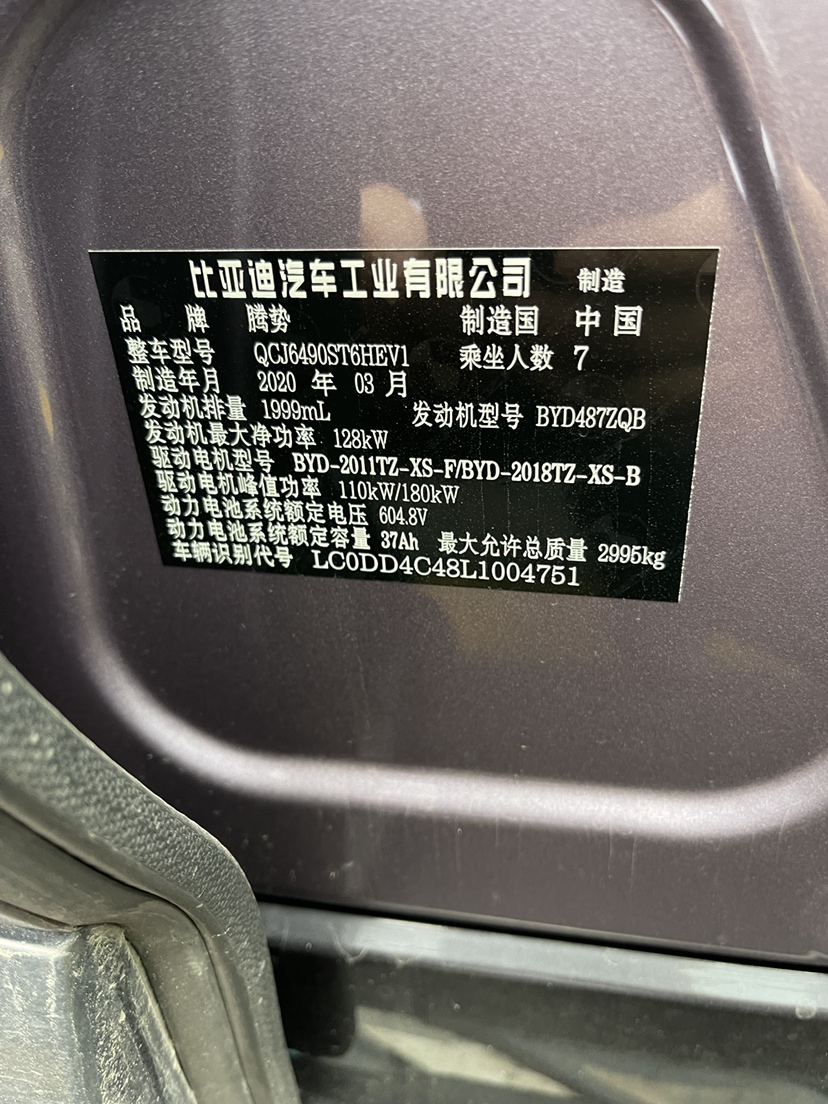 比亚迪汽车工业有限公司 制造
品 牌 腾势 制造国 中国
整车型号 QCJ6490ST6HEV1 乘坐人数 7
制造年月 2020 年 03 月
发动机排量 1999mL 发动机型号 BYD487ZQB
发动机最大净功率 128kW
驱动电机型号 BYD-2011TZ-XS-F/BYD-2018TZ-XS-B
驱动电机峰值功率 110kW/180kW
动力电池系统额定电压 604.8V
动力电池系统额定容量 37Ah 最大允许总质量 2995kg
车辆识别代号 LC0DD4C48L1004751